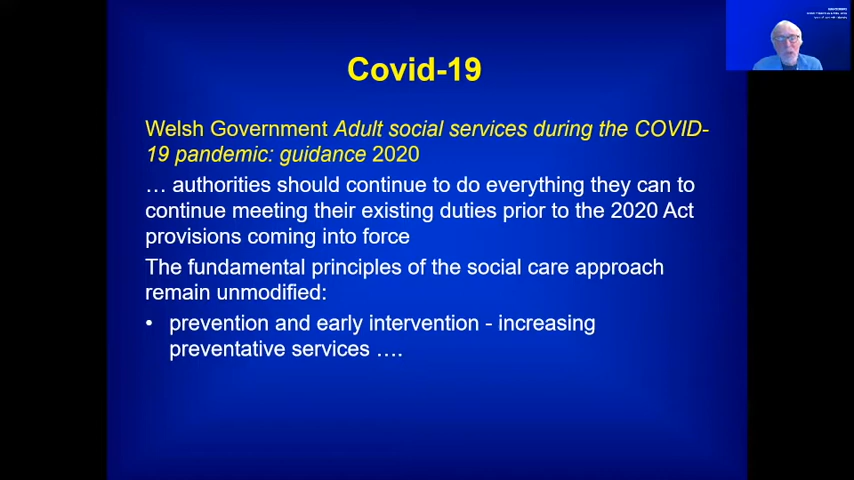 Covid-19
Welsh Government Adult social services during the COVID-
19 pandemic: guidance 2020
… authorities should continue to do everything they can to
continue meeting their existing duties prior to the 2020 Act
provisions coming into force
The fundamental principles of the social care approach
remain unmodified:
• prevention and early intervention - increasing
preventative services ….